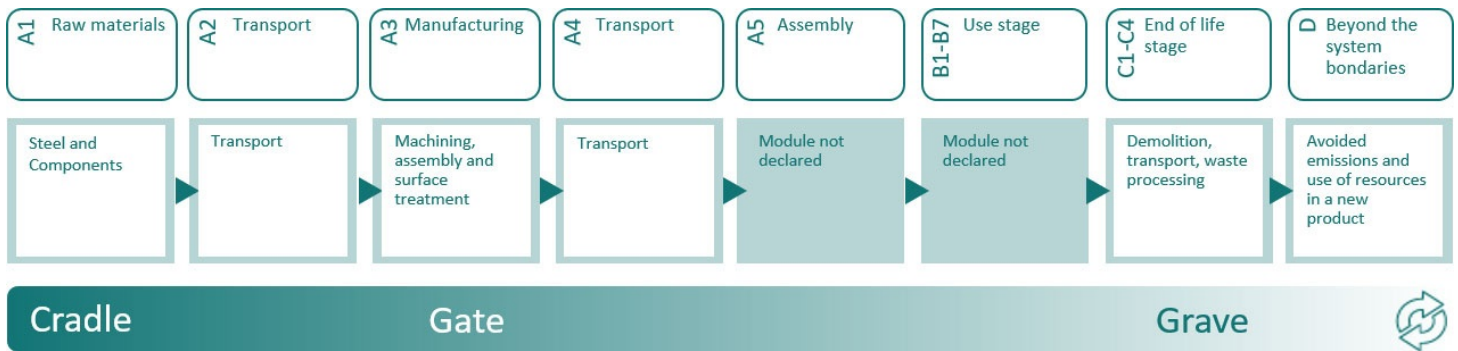 A1 Raw materials
A2 Transport
A3 Manufacturing
A4 Transport
A5 Assembly
B1-B7 Use stage
C1-C4 End of life
stage
D Beyond the
system
bondaries
Steel and
Components
Transport
Machining,
assembly and
surface
treatment
Transport
Module not
declared
Module not
declared
Demolition,
transport, waste
processing
Avoided
emissions and
use of resources
in a new
product
Cradle
Gate
Grave